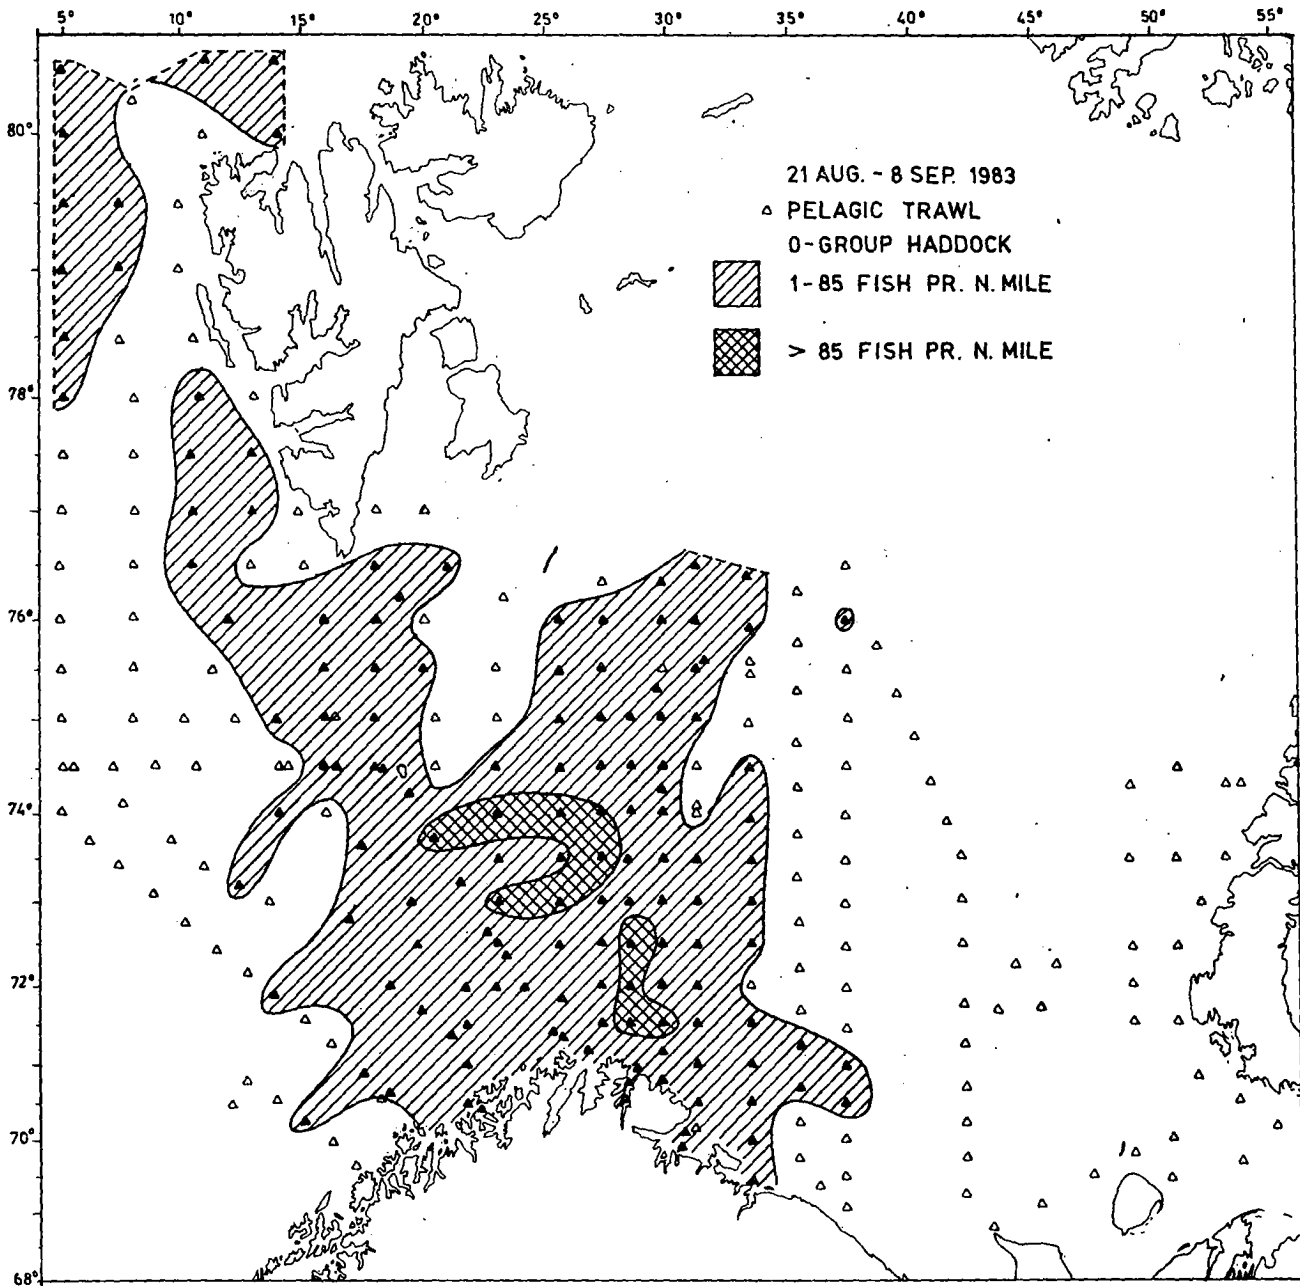 5° 10° 15° 20° 25° 30° 35° 40° 45° 50° 55°
80°
21 AUG. - 8 SEP. 1983
PELAGIC TRAWL
0-GROUP HADDOCK
1-85 FISH PR. N. MILE
> 85 FISH PR. N. MILE
78°
76°
74°
72°
70°
68°